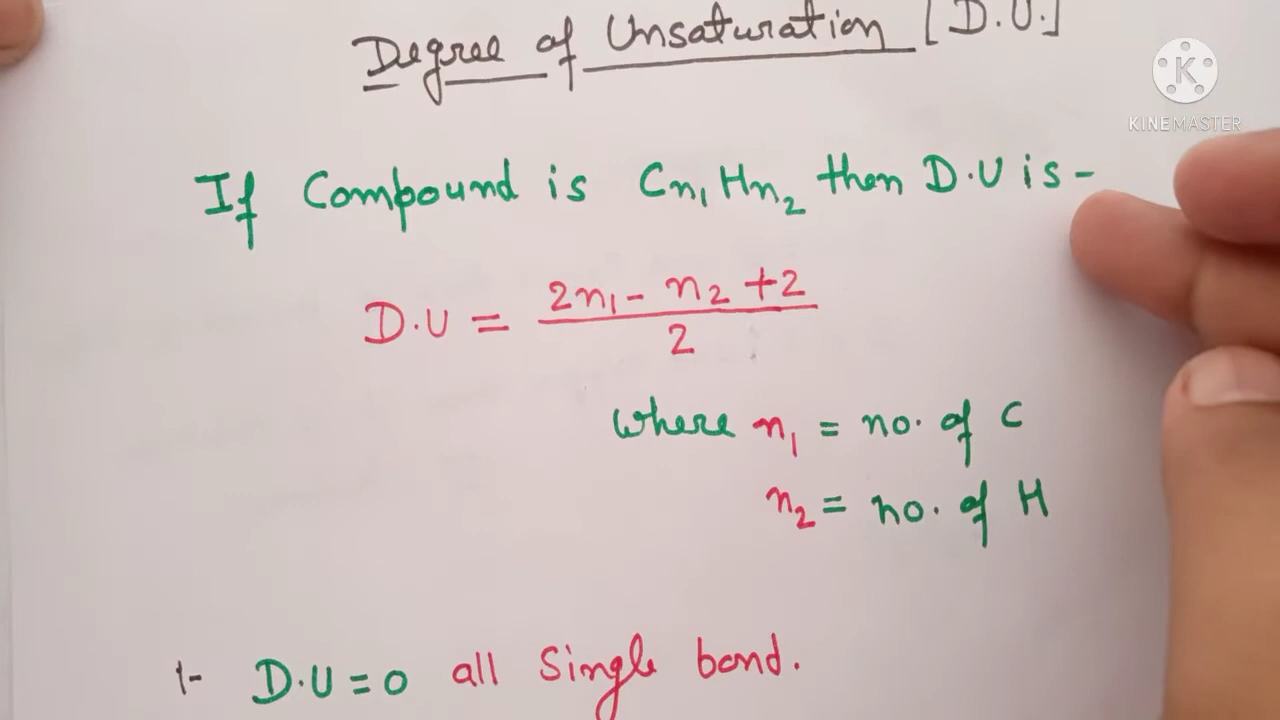 Degree of Unsaturation [D.U.]
K
KINEMASTER
If Compound is Cn₁ Hn₂ then D.U is -
D.U = (2n₁ - n₂ + 2) / 2
where n₁ = no. of C
n₂ = no. of H
1- D.U = 0 all Single bond.